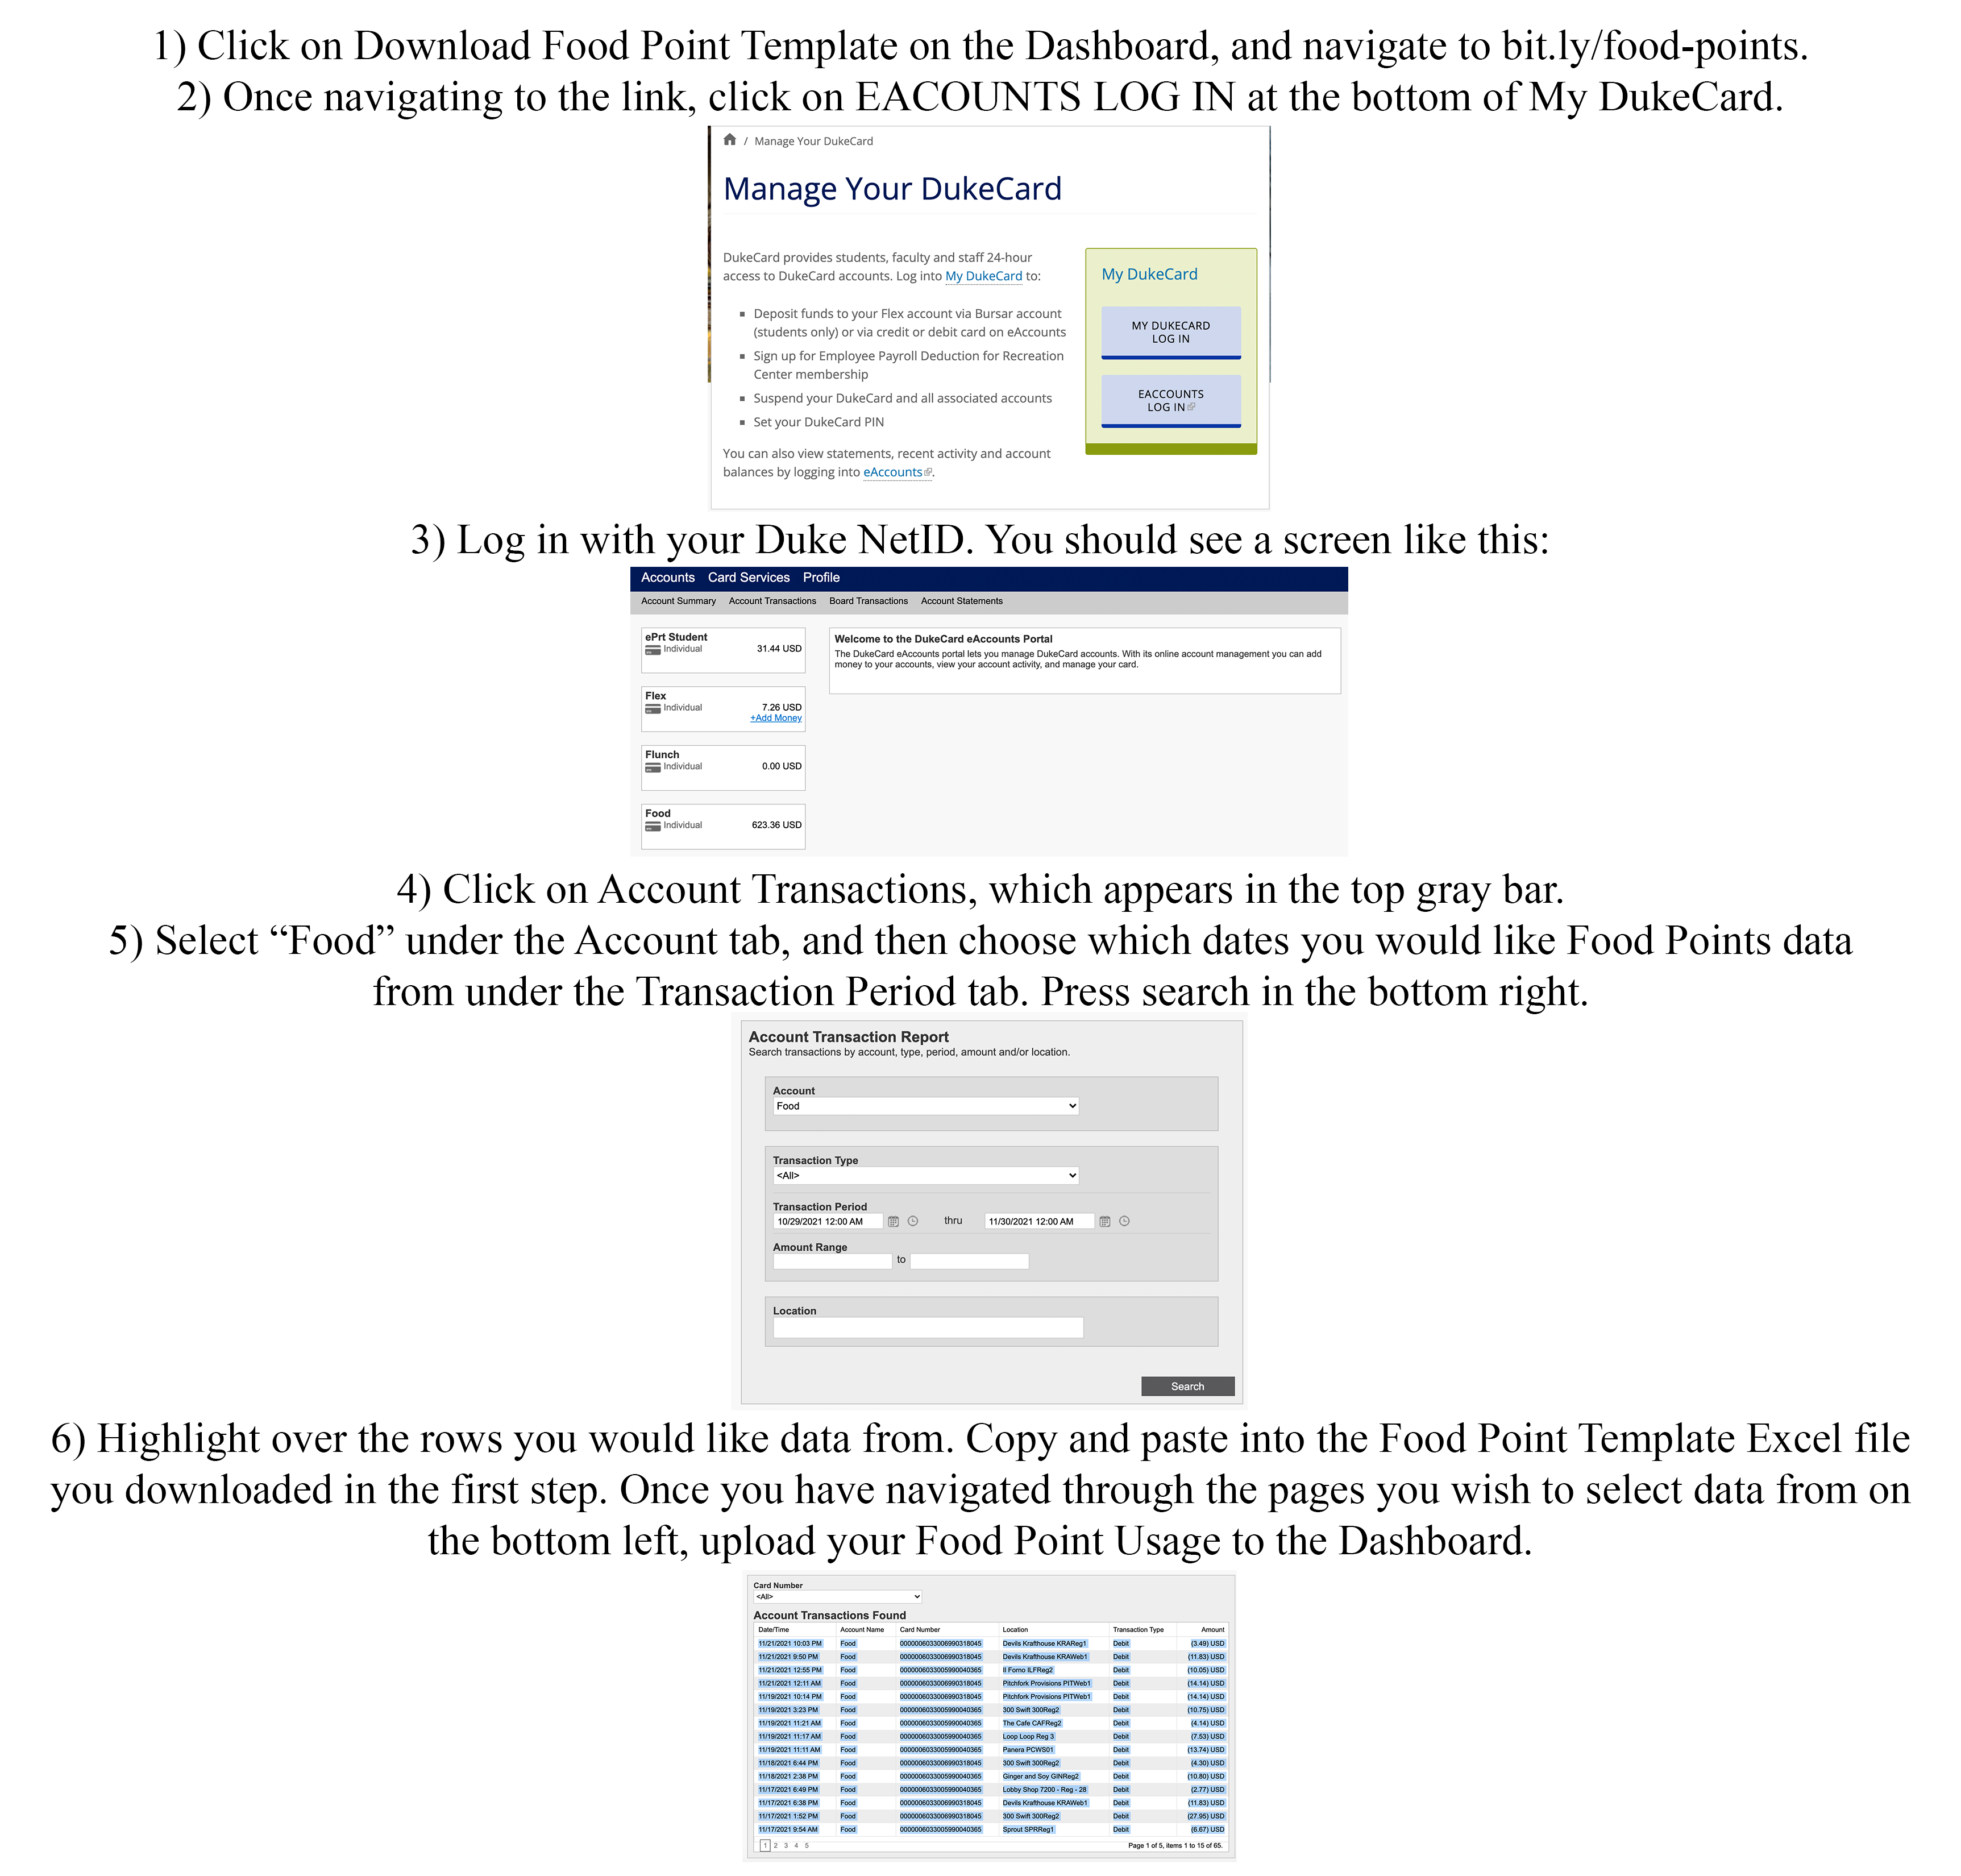 1) Click on Download Food Point Template on the Dashboard, and navigate to bit.ly/food-points.
2) Once navigating to the link, click on EACOUNTS LOG IN at the bottom of My DukeCard.
/ Manage Your DukeCard
Manage Your DukeCard
DukeCard provides students, faculty and staff 24-hour
access to DukeCard accounts. Log into My DukeCard to:
Deposit funds to your Flex account via Bursar account
(students only) or via credit or debit card on eAccounts
Sign up for Employee Payroll Deduction for Recreation
Center membership
Suspend your DukeCard and all associated accounts
Set your DukeCard PIN
You can also view statements, recent activity and account
balances by logging into eAccounts.
My DukeCard
MY DUKECARD
LOG IN
EACCOUNTS
LOG IN
3) Log in with your Duke NetID. You should see a screen like this:
Accounts Card Services Profile
Account Summary Account Transactions Board Transactions Account Statements
ePrt Student
Individual 31.44 USD
Flex
Individual 7.26 USD
+Add Money
Flunch
Individual 0.00 USD
Food
Individual 623.36 USD
Welcome to the DukeCard eAccounts Portal
The DukeCard eAccounts portal lets you manage DukeCard accounts. With its online account management you can add
money to your accounts, view your account activity, and manage your card.
4) Click on Account Transactions, which appears in the top gray bar.
5) Select “Food” under the Account tab, and then choose which dates you would like Food Points data
from under the Transaction Period tab. Press search in the bottom right.
Account Transaction Report
Search transactions by account, type, period, amount and/or location.
Account
Food
Transaction Type
<All>
Transaction Period
10/29/2021 12:00 AM thru 11/30/2021 12:00 AM
Amount Range
to
Location
Search
6) Highlight over the rows you would like data from. Copy and paste into the Food Point Template Excel file
you downloaded in the first step. Once you have navigated through the pages you wish to select data from on
the bottom left, upload your Food Point Usage to the Dashboard.
Card Number
<All>
Account Transactions Found
Date/Time Account Name Card Number Location Transaction Type Amount
11/21/2021 10:03 PM Food 0000006033006990318045 Devils Krafthouse KRAReg1 Debit (3.49) USD
11/21/2021 9:50 PM Food 0000006033006990318045 Devils Krafthouse KRAWeb1 Debit (11.83) USD
11/21/2021 12:55 PM Food 0000006033005990040365 Il Forno ILFReg2 Debit (10.05) USD
11/21/2021 12:11 AM Food 0000006033006990318045 Pitchfork Provisions PITWeb1 Debit (14.14) USD
11/19/2021 10:14 PM Food 0000006033006990318045 Pitchfork Provisions PITWeb1 Debit (14.14) USD
11/19/2021 3:23 PM Food 0000006033005990040365 300 Swift 300Reg2 Debit (10.75) USD
11/19/2021 11:21 AM Food 0000006033005990040365 The Cafe CAFReg2 Debit (4.14) USD
11/19/2021 11:17 AM Food 0000006033005990040365 Loop Loop Reg 3 Debit (7.53) USD
11/19/2021 11:11 AM Food 0000006033005990040365 Panera PCWS01 Debit (13.74) USD
11/18/2021 6:44 PM Food 0000006033006990318045 300 Swift 300Reg2 Debit (4.30) USD
11/18/2021 2:38 PM Food 0000006033005990040365 Ginger and Soy GINReg2 Debit (10.80) USD
11/17/2021 6:49 PM Food 0000006033005990040365 Lobby Shop 7200 - Reg - 28 Debit (2.77) USD
11/17/2021 6:38 PM Food 0000006033006990318045 Devils Krafthouse KRAWeb1 Debit (11.83) USD
11/17/2021 1:52 PM Food 0000006033006990318045 300 Swift 300Reg2 Debit (27.95) USD
11/17/2021 9:54 AM Food 0000006033005990040365 Sprout SPRReg1 Debit (6.67) USD
1 2 3 4 5 Page 1 of 5, items 1 to 15 of 65.